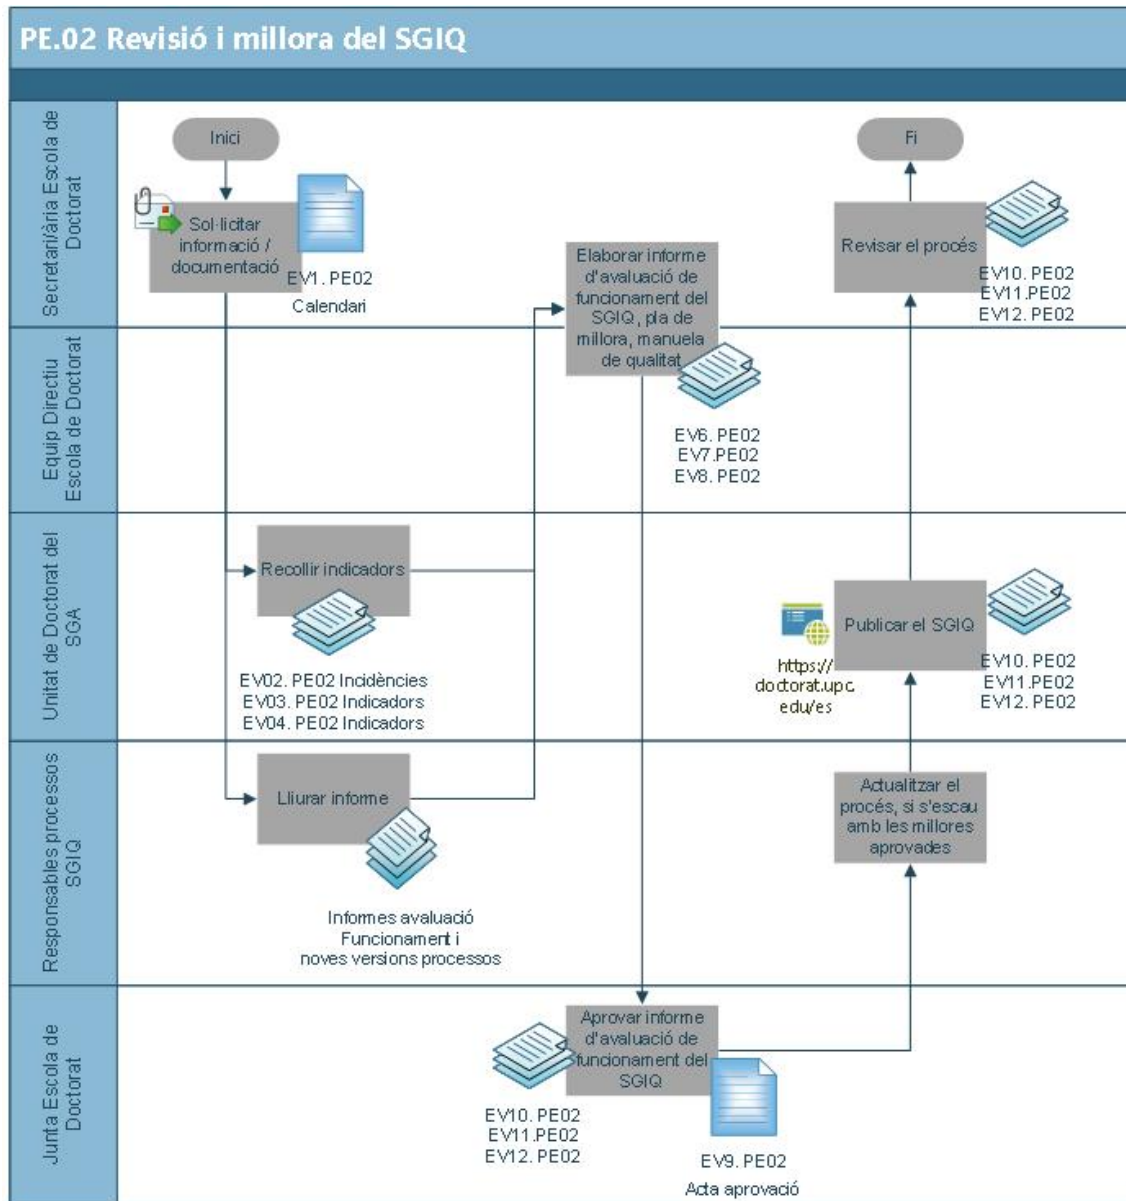 PE.02 Revisió i millora del SGIQ
Secretari/ària Escola de
Doctorat
Inici
Sol·licitar
informació /
documentació
EV1. PE02
Calendari
Elaborar informe
d'avaluació de
funcionament del
SGIQ, pla de
millora, manuela
de qualitat
Fi
Revisar el procés
EV10. PE02
EV11.PE02
EV12. PE02
Equip Directiu
Escola de Doctorat
EV6. PE02
EV7.PE02
EV8. PE02
Unitat de Doctorat del
SGA
Recollir indicadors
EV02. PE02 Incidències
EV03. PE02 Indicadors
EV04. PE02 Indicadors
Publicar el SGIQ
https://
doctorat.upc.
edu/es
EV10. PE02
EV11.PE02
EV12. PE02
Responsables processos
SGIQ
Lliurar informe
Informes avaluació
Funcionament i
noves versions processos
Actualitzar el
procés, si s'escau
amb les millores
aprovades
Junta Escola de
Doctorat
Aprovar informe
d'avaluació de
funcionament del
SGIQ
EV10. PE02
EV11.PE02
EV12. PE02
EV9. PE02
Acta aprovació